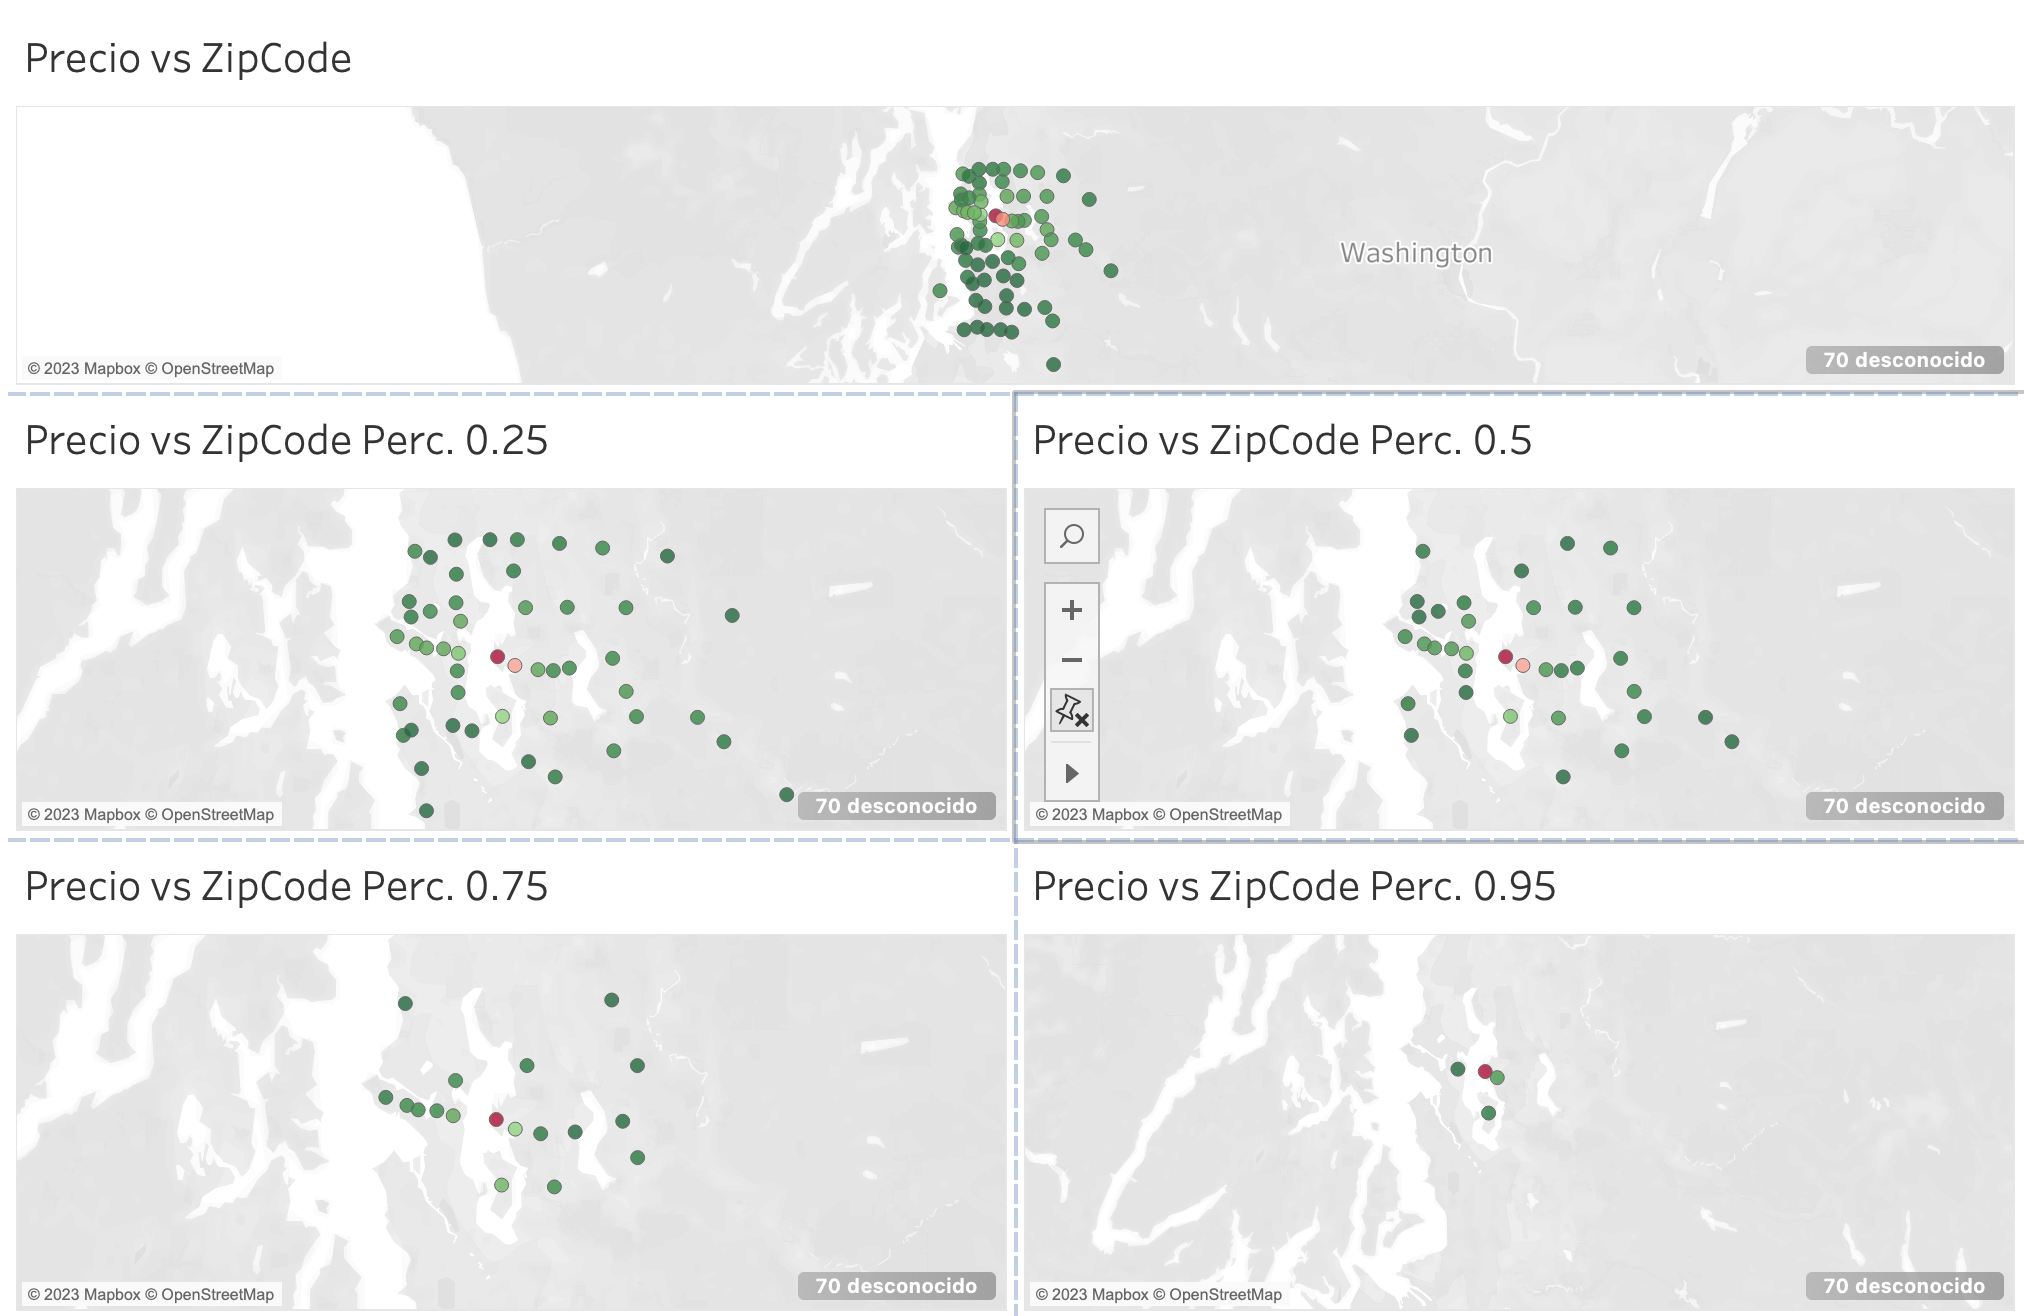 Precio vs ZipCode
Washington
© 2023 Mapbox © OpenStreetMap
70 desconocido
Precio vs ZipCode Perc. 0.25
© 2023 Mapbox © OpenStreetMap
70 desconocido
Precio vs ZipCode Perc. 0.5
© 2023 Mapbox © OpenStreetMap
70 desconocido
Precio vs ZipCode Perc. 0.75
© 2023 Mapbox © OpenStreetMap
70 desconocido
Precio vs ZipCode Perc. 0.95
© 2023 Mapbox © OpenStreetMap
70 desconocido